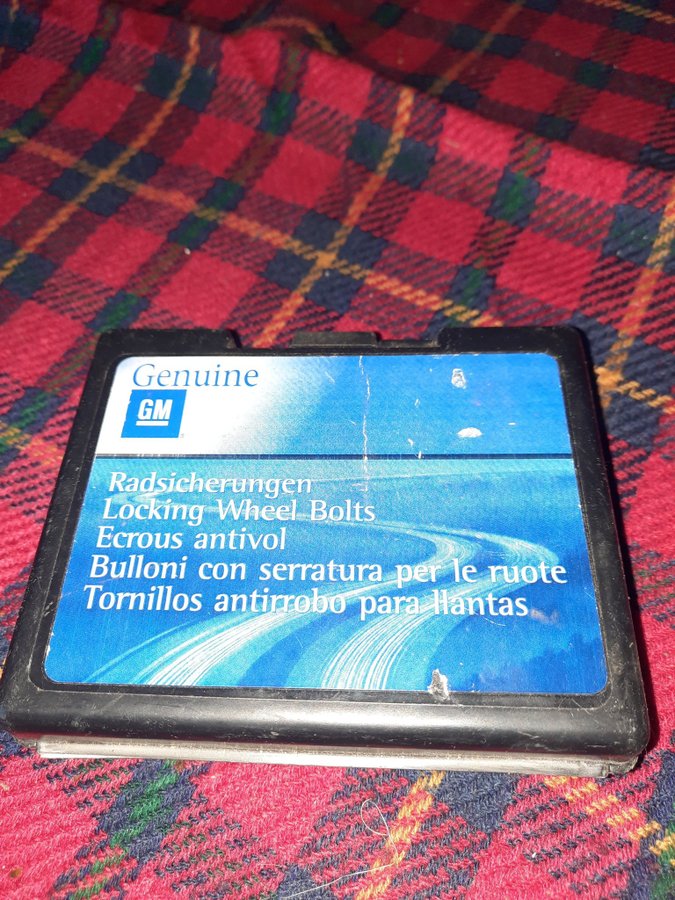 Genuine
GM
Radsicherungen
Locking Wheel Bolts
Ecrous antivol
Bulloni con serratura per le ruote
Tornillos antirrobo para llantas